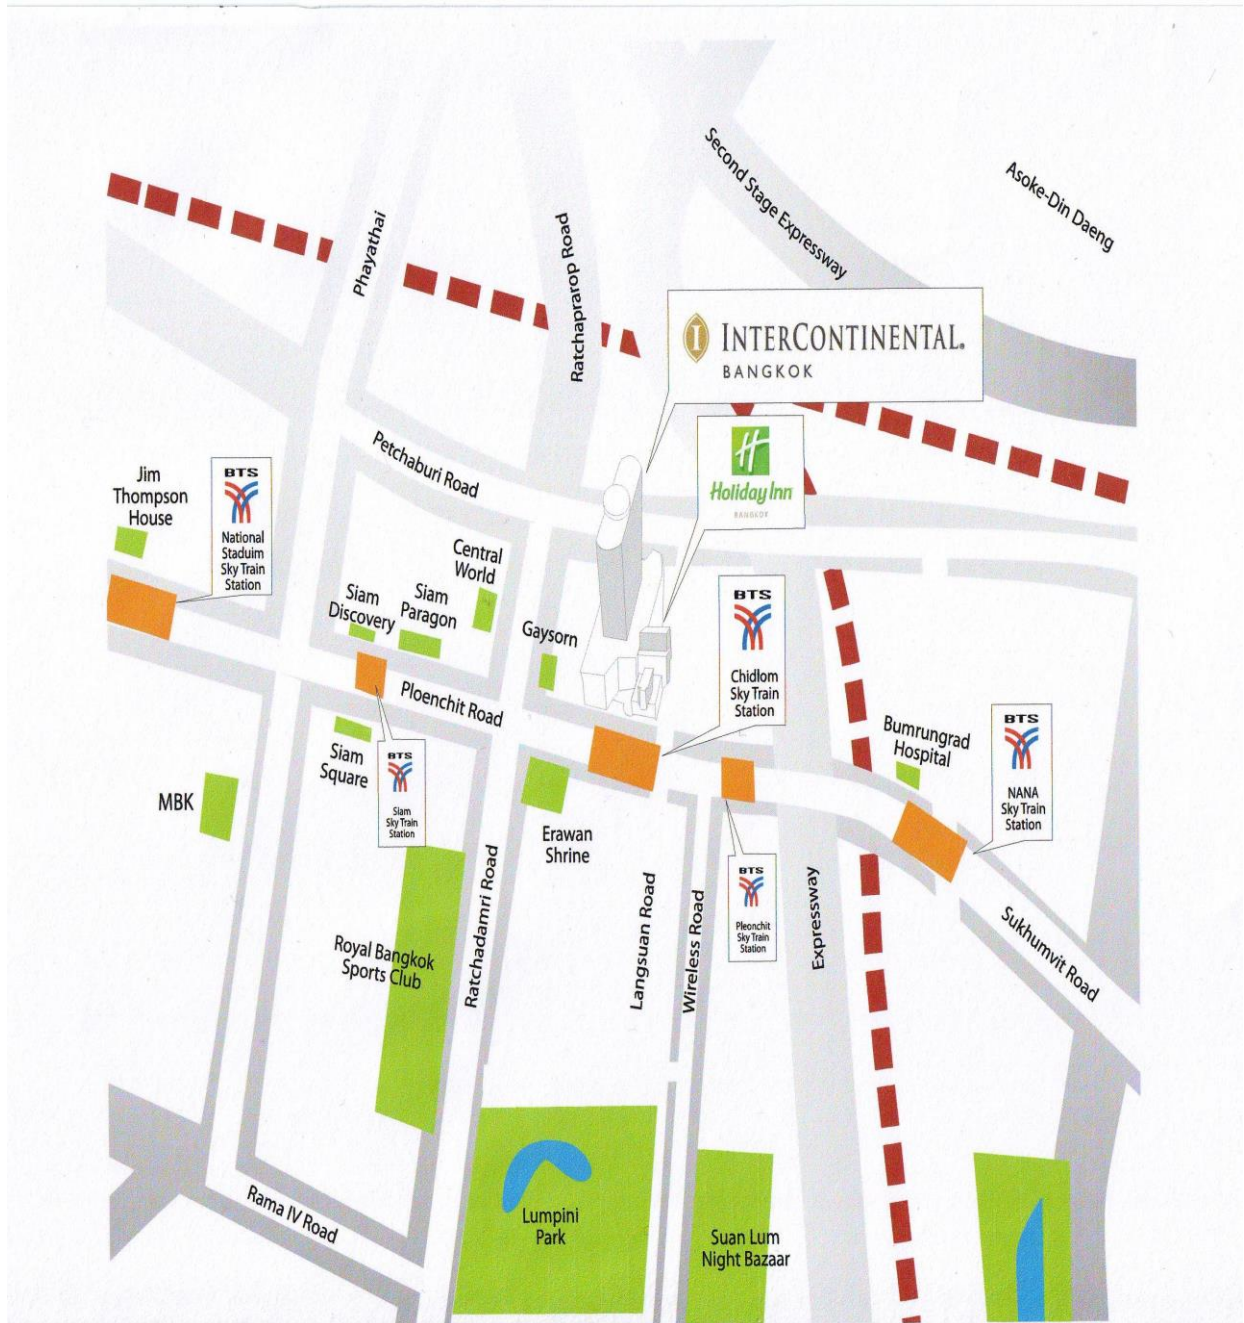 Second Stage Expressway
Asoke-Din Daeng
Phayathai
Ratchaprarop Road
INTERCONTINENTAL.
BANGKOK
Petchaburi Road
Holiday Inn
BANGKOK
Jim
Thompson
House
BTS
National
Staduim
Sky Train
Station
Central
World
Siam
Discovery
Siam
Paragon
Gaysorn
BTS
Chidlom
Sky Train
Station
Ploenchit Road
Siam
Square
BTS
Siam
Sky Train
Station
MBK
Erawan
Shrine
Bumrungrad
Hospital
BTS
NANA
Sky Train
Station
BTS
Pleonchit
Sky Train
Station
Royal Bangkok
Sports Club
Ratchadamri Road
Langsuan Road
Wireless Road
Expressway
Sukhumvit Road
Rama IV Road
Lumpini
Park
Suan Lum
Night Bazaar